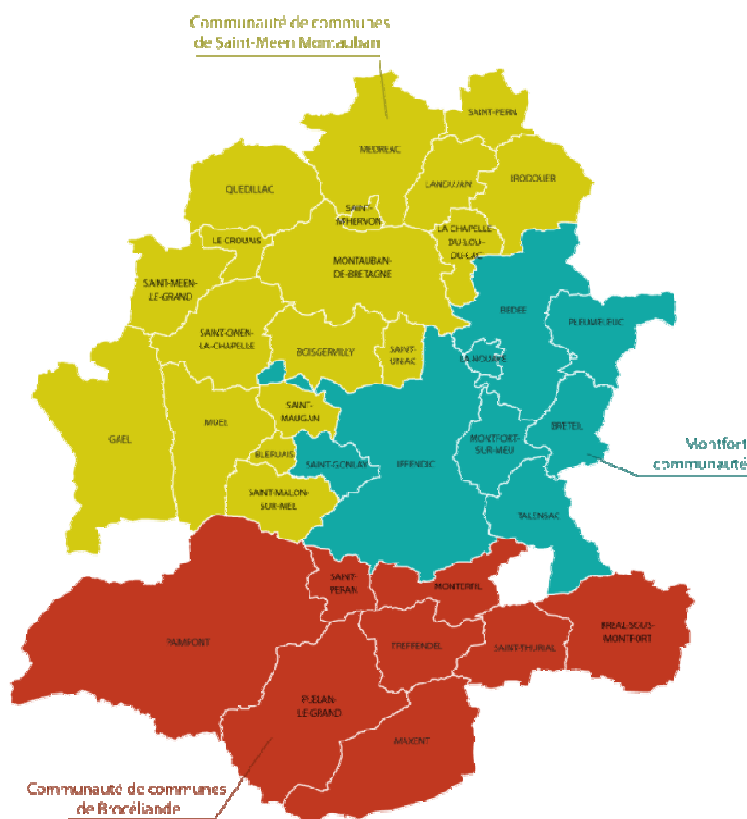 Communauté de communes
de Saint-Méen Montauban
SAINT-PERN
MEDREAC
LANDUJAN
IRODOUER
QUEDILLAC
SAINT-
M'HERVON
LE CROUAIS
LA CHAPELLE-
DU-LOU-
DU-LAC
MONTAUBAN-
DE-BRETAGNE
SAINT-MEEN-
LE-GRAND
BEDEE
PLEUMELEUC
SAINT-ONEN-
LA-CHAPELLE
BOISGERVILLY
SAINT-
UNIAC
LA NOUAYE
SAINT-
MAUGAN
BRETEIL
GAEL
MUEL
MONTFORT-
SUR-MEU
Montfort
communauté
BLERUAIS
SAINT-GONLAY
IFFENDIC
SAINT-MALON-
SUR-MEL
TALENSAC
SAINT-
PERAN
MONTERFIL
PAIMPONT
TREFFENDEL
SAINT-THURIAL
BREAL-SOUS-
MONTFORT
PLELAN-
LE-GRAND
MAXENT
Communauté de communes
de Brocéliande